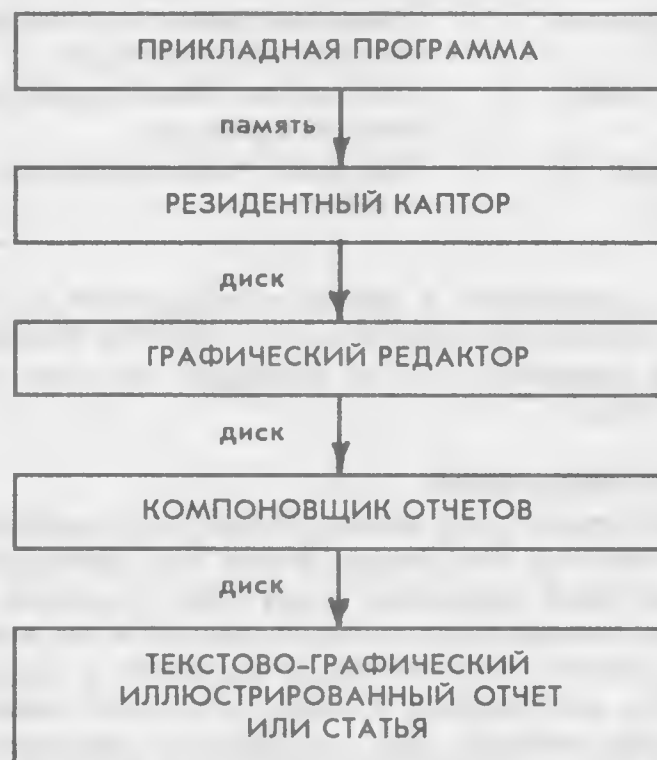 ПРИКЛАДНАЯ ПРОГРАММА
память
РЕЗИДЕНТНЫЙ КАПТОР
диск
ГРАФИЧЕСКИЙ РЕДАКТОР
диск
КОМПОНОВЩИК ОТЧЕТОВ
диск
ТЕКСТОВО-ГРАФИЧЕСКИЙ
ИЛЛЮСТРИРОВАННЫЙ ОТЧЕТ
ИЛИ СТАТЬЯ